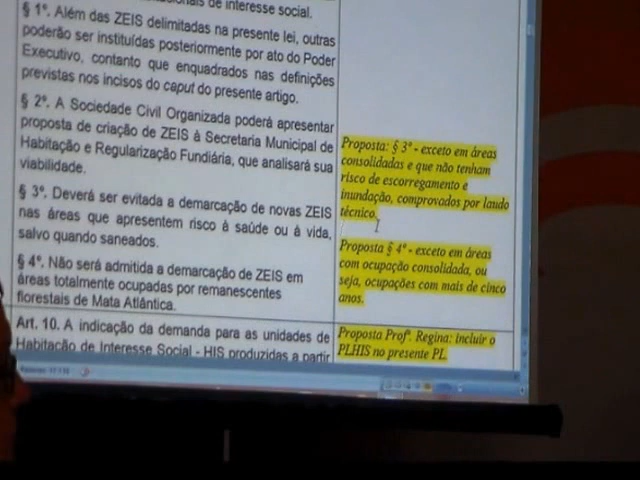 de interesse social.
§ 1º. Além das ZEIS delimitadas na presente lei, outras
poderão ser instituídas posteriormente por ato do Poder
Executivo, contanto que enquadrados nas definições
previstas nos incisos do caput do presente artigo.
§ 2º. A Sociedade Civil Organizada poderá apresentar
proposta de criação de ZEIS à Secretaria Municipal de
Habitação e Regularização Fundiária, que analisará sua
viabilidade.
§ 3º. Deverá ser evitada a demarcação de novas ZEIS
nas áreas que apresentem risco à saúde ou à vida,
salvo quando saneados.
§ 4º. Não será admitida a demarcação de ZEIS em
áreas totalmente ocupadas por remanescentes
florestais de Mata Atlântica.
Art. 10. A indicação da demanda para as unidades de
Habitação de Interesse Social - HIS produzidas a partir
Proposta: § 3º - exceto em áreas
consolidadas e que não tenham
risco de escorregamento e
inundação, comprovados por laudo
técnico.
Proposta § 4º - exceto em áreas
com ocupação consolidada, ou
seja, ocupações com mais de cinco
anos.
Proposta Profª. Regina: incluir o
PLHIS no presente PL